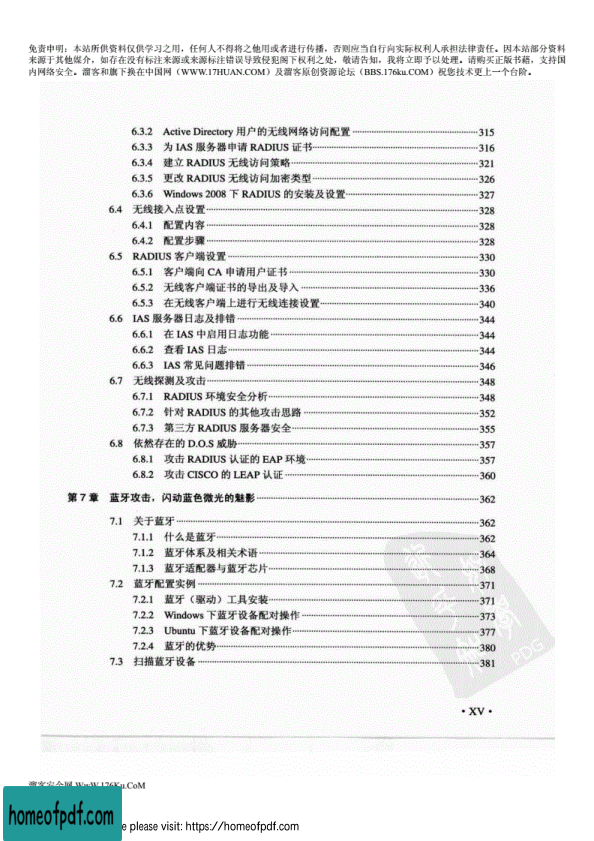 免责申明:本站所供资料仅供学习之用,任何人不得将之他用或者进行传播,否则应当自行向实际权利人承担法律责任。因本站部分资料
来源于其他媒介,如存在没有标注来源或来源标注错误导致侵犯阁下权利之处,敬请告知,我将立即予以处理。请购买正版书籍,支持国
内网络安全。溜客和旗下换在中国网(WWW.17HUAN.COM)及溜客原创资源论坛(BBS.176ku.COM)祝您技术更上一个台阶。
6.3.2 Active Directory 用户的无线网络访问配置 315
6.3.3 为 IAS 服务器申请 RADIUS 证书 316
6.3.4 建立 RADIUS 无线访问策略 321
6.3.5 更改 RADIUS 无线访问加密类型 326
6.3.6 Windows 2008 下 RADIUS 的安装及设置 327
6.4 无线接入点设置 328
6.4.1 配置内容 328
6.4.2 配置步骤 328
6.5 RADIUS 客户端设置 330
6.5.1 客户端向 CA 申请用户证书 330
6.5.2 无线客户端证书的导出及导入 336
6.5.3 在无线客户端上进行无线连接设置 340
6.6 IAS 服务器日志及排错 344
6.6.1 在 IAS 中启用日志功能 344
6.6.2 查看 IAS 日志 344
6.6.3 IAS 常见问题排错 346
6.7 无线探测及攻击 348
6.7.1 RADIUS 环境安全分析 348
6.7.2 针对 RADIUS 的其他攻击思路 352
6.7.3 第三方 RADIUS 服务器安全 355
6.8 依然存在的 D.O.S 威胁 357
6.8.1 攻击 RADIUS 认证的 EAP 环境 357
6.8.2 攻击 CISCO 的 LEAP 认证 360
第 7 章 蓝牙攻击,闪动蓝色微光的魅影 362
7.1 关于蓝牙 362
7.1.1 什么是蓝牙 362
7.1.2 蓝牙体系及相关术语 364
7.1.3 蓝牙适配器与蓝牙芯片 368
7.2 蓝牙配置实例 371
7.2.1 蓝牙(驱动)工具安装 371
7.2.2 Windows 下蓝牙设备配对操作 373
7.2.3 Ubuntu 下蓝牙设备配对操作 377
7.2.4 蓝牙的优势 380
7.3 扫描蓝牙设备 381
PDG
• XV •
溜客安全网 WwW.176Ku.CoM
homeofpdf.com
e please visit: https://homeofpdf.com